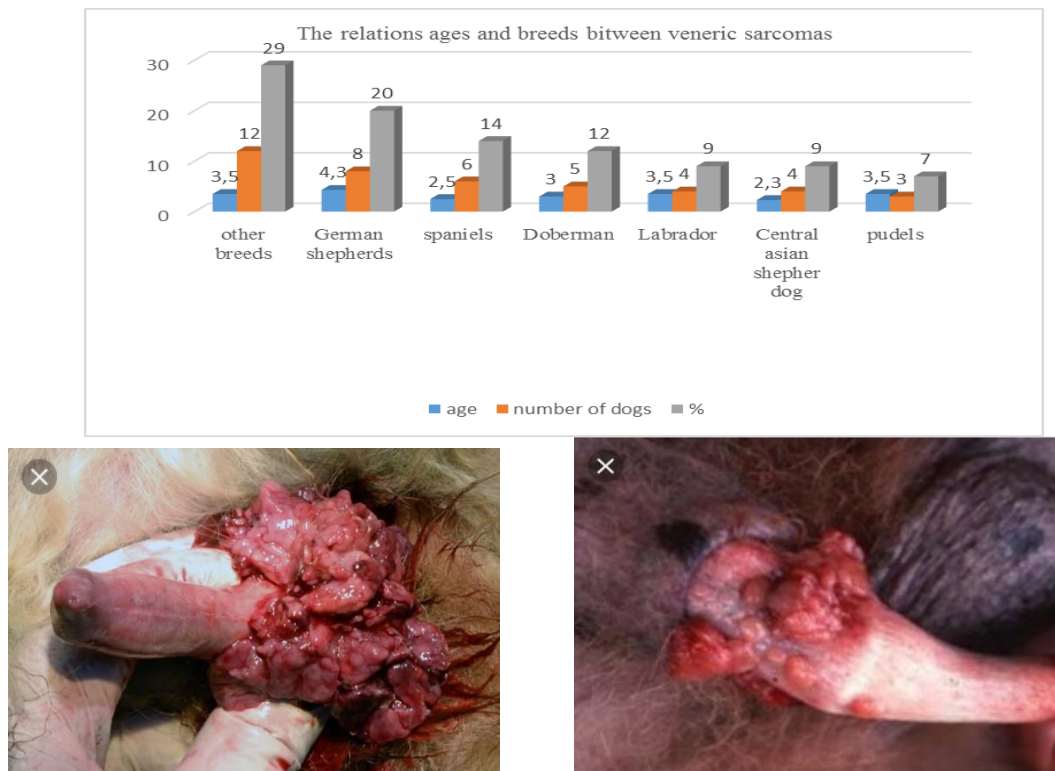 The relations ages and breeds bitween veneric sarcomas
30
20
10
0
3,5 12 29
4,3 8 20
2,5 6 14
3 5 12
3,5 4 9
2,3 4 9
3,5 3 7
other
breeds
German
shepherds
spaniels
Doberman
Labrador
Central
asian
shepher
dog
pudels
age number of dogs %